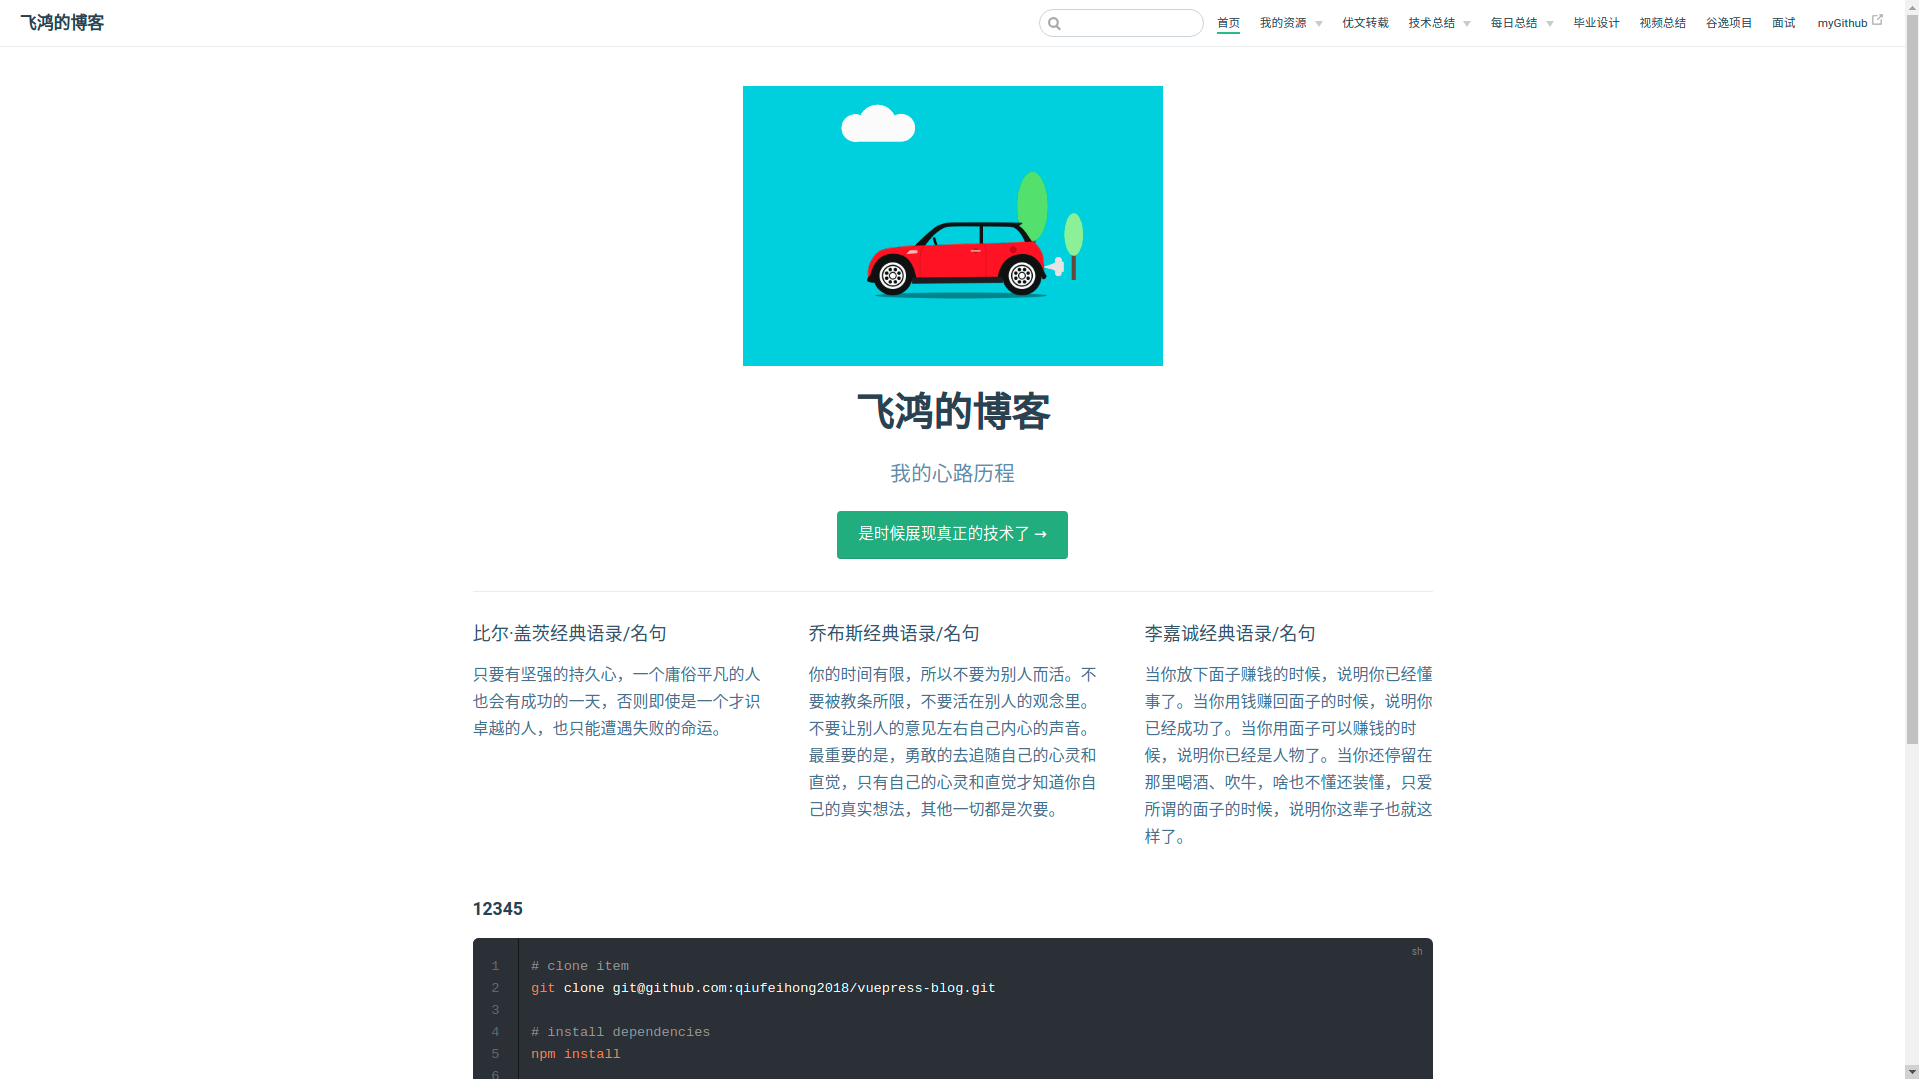 飞鸿的博客
首页 我的资源 优文转载 技术总结 每日总结 毕业设计 视频总结 谷逸项目 面试 myGithub
飞鸿的博客
我的心路历程
是时候展现真正的技术了 →
比尔·盖茨经典语录/名句
只要有坚强的持久心，一个庸俗平凡的人
也会有成功的一天，否则即使是一个才识
卓越的人，也只能遭遇失败的命运。
乔布斯经典语录/名句
你的时间有限，所以不要为别人而活。不
要被教条所限，不要活在别人的观念里。
不要让别人的意见左右自己内心的声音。
最重要的是，勇敢的去追随自己的心灵和
直觉，只有自己的心灵和直觉才知道你自
己的真实想法，其他一切都是次要。
李嘉诚经典语录/名句
当你放下面子赚钱的时候，说明你已经懂
事了。当你用钱赚回面子的时候，说明你
已经成功了。当你用面子可以赚钱的时
候，说明你已经是人物了。当你还停留在
那里喝酒、吹牛，啥也不懂还装懂，只爱
所谓的面子的时候，说明你这辈子也就这
样了。
12345
sh
1 # clone item
2 git clone git@github.com:qiufeihong2018/vuepress-blog.git
3
4 # install dependencies
5 npm install
6